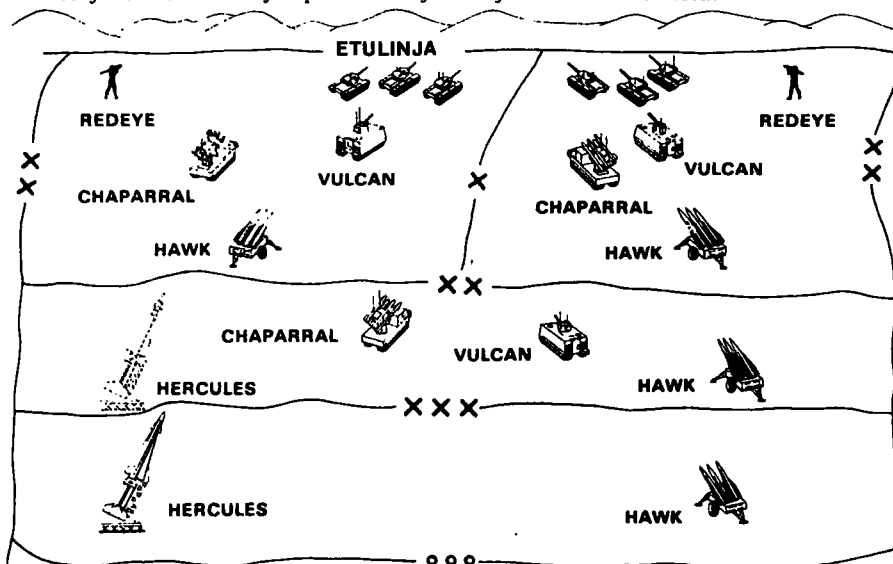 ETULINJA
REDEYE
REDEYE
VULCAN
VULCAN
CHAPARRAL
CHAPARRAL
HAWK
HAWK
CHAPARRAL
VULCAN
HERCULES
HAWK
HERCULES
HAWK